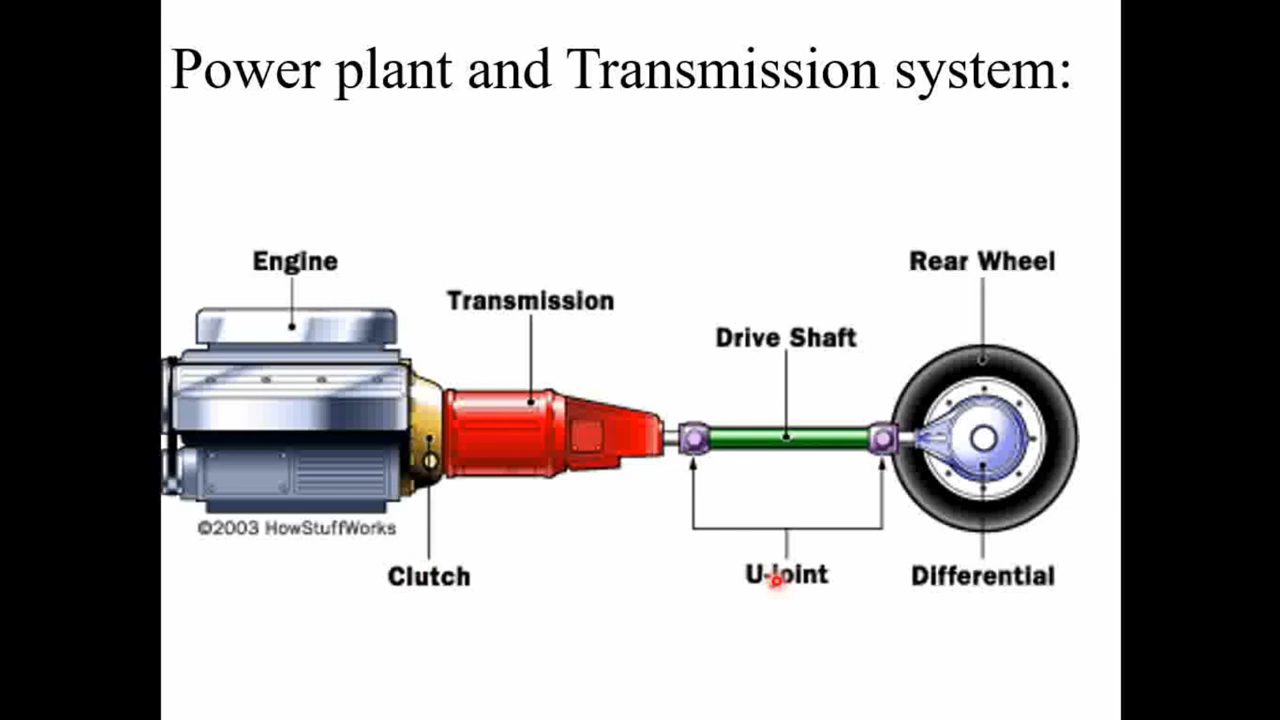 Power plant and Transmission system:
Engine
Rear Wheel
Transmission
Drive Shaft
©2003 HowStuffWorks
Clutch
U-joint
Differential